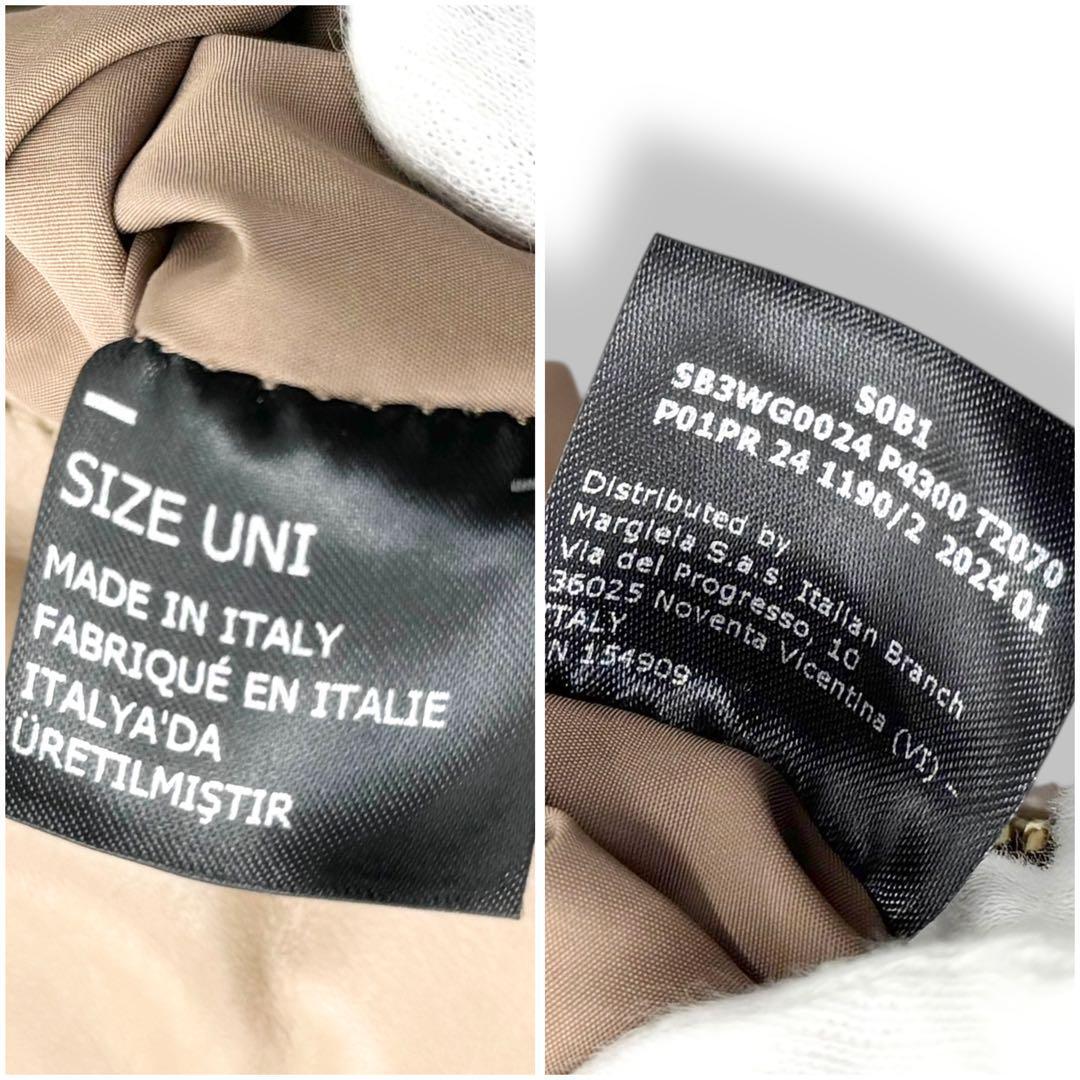 SIZE UNI
MADE IN ITALY
FABRIQUÉ EN ITALIE
ITALYA'DA
ÜRETILMIŞTIR
S0B1
SB3WG0024 P4300 T2070
P01PR 24 1190/2 2024 01
Distributed by
Margiela S.a.s. Italian Branch
Via del Progresso, 10
36025 Noventa Vicentina (VI) _
ITALY
N 154909